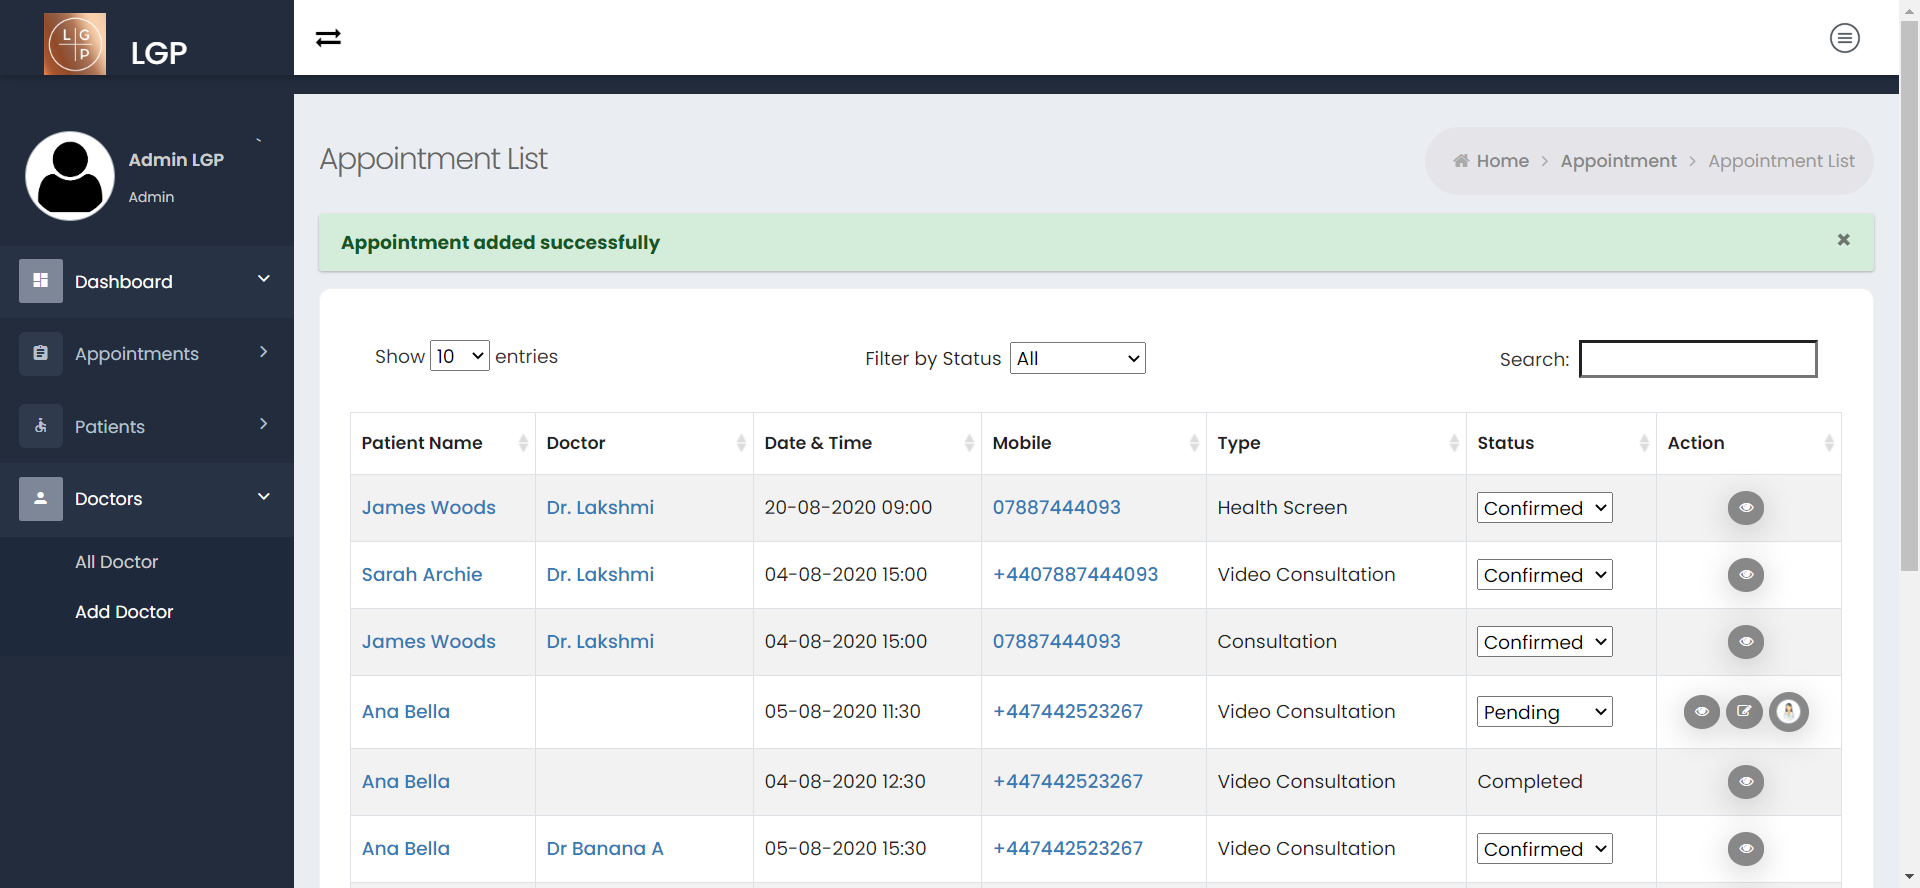 LGP
LGP
Admin LGP
Admin
Dashboard
Appointments
Patients
Doctors
All Doctor
Add Doctor
Appointment List
Home > Appointment > Appointment List
Appointment added successfully
Show 10 entries
Filter by Status All
Search:
Patient Name Doctor Date & Time Mobile Type Status Action
James Woods Dr. Lakshmi 20-08-2020 09:00 07887444093 Health Screen Confirmed
Sarah Archie Dr. Lakshmi 04-08-2020 15:00 +4407887444093 Video Consultation Confirmed
James Woods Dr. Lakshmi 04-08-2020 15:00 07887444093 Consultation Confirmed
Ana Bella 05-08-2020 11:30 +447442523267 Video Consultation Pending
Ana Bella 04-08-2020 12:30 +447442523267 Video Consultation Completed
Ana Bella Dr Banana A 05-08-2020 15:30 +447442523267 Video Consultation Confirmed